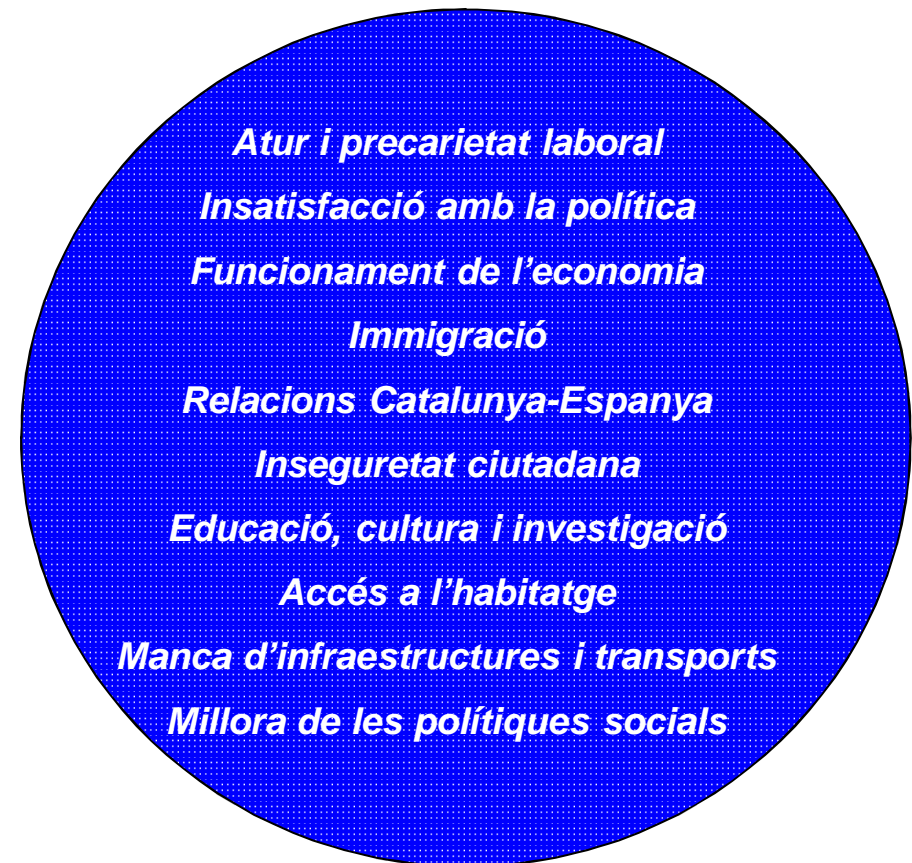 Atur i precarietat laboral
Insatisfacció amb la política
Funcionament de l’economia
Immigració
Relacions Catalunya-Espanya
Inseguretat ciutadana
Educació, cultura i investigació
Accés a l’habitatge
Manca d’infraestructures i transports
Millora de les polítiques socials